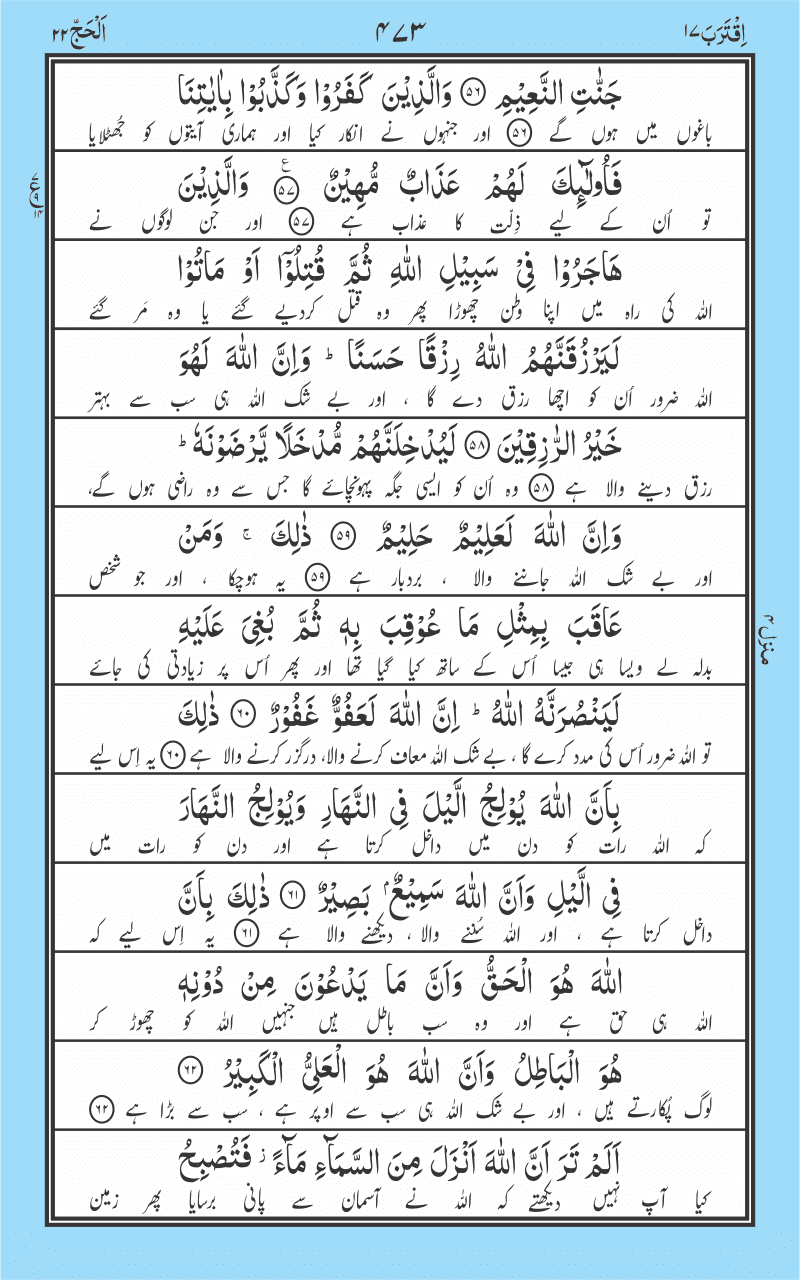 اَلْحَجّ ٢٢
٤٧٣
اِقْتَرَبَ ١٧
جَنّٰتِ النَّعِيْمِ ۝٥٦ وَالَّذِيْنَ كَفَرُوْا وَكَذَّبُوْا بِاٰيٰتِنَا
باغوں میں ہوں گے ۝٥٦ اور جنہوں نے انکار کیا اور ہماری آیتوں کو جُھٹلایا
فَاُولٰٓئِكَ لَهُمْ عَذَابٌ مُّهِيْنٌ ۝٥٧ۧ وَالَّذِيْنَ
تو اُن کے لیے ذِلّت کا عذاب ہے ۝٥٧ اور جن لوگوں نے
هَاجَرُوْا فِيْ سَبِيْلِ اللّٰهِ ثُمَّ قُتِلُوْٓا اَوْ مَاتُوْا
اللہ کی راہ میں اپنا وطن چھوڑا پھر وہ قتل کردیے گئے یا وہ مَر گئے
لَيَرْزُقَنَّهُمُ اللّٰهُ رِزْقًا حَسَنًا ؕ وَاِنَّ اللّٰهَ لَهُوَ
اللہ ضرور اُن کو اچھا رزق دے گا ، اور بے شک اللہ ہی سب سے بہتر
خَيْرُ الرّٰزِقِيْنَ ۝٥٨ لَيُدْخِلَنَّهُمْ مُّدْخَلًا يَّرْضَوْنَهٗ ؕ
رزق دینے والا ہے ۝٥٨ وہ اُن کو ایسی جگہ پہونچائے گا جس سے وہ راضی ہوں گے،
وَاِنَّ اللّٰهَ لَعَلِيْمٌ حَلِيْمٌ ۝٥٩ ذٰلِكَ ۚ وَمَنْ
اور بے شک اللہ جاننے والا ، بردبار ہے ۝٥٩ یہ ہوچکا ، اور جو شخص
عَاقَبَ بِمِثْلِ مَا عُوْقِبَ بِهٖ ثُمَّ بُغِيَ عَلَيْهِ
بدلہ لے ویسا ہی جیسا اُس کے ساتھ کیا گیا تھا اور پھر اُس پر زیادتی کی جائے
لَيَنْصُرَنَّهُ اللّٰهُ ؕ اِنَّ اللّٰهَ لَعَفُوٌّ غَفُوْرٌ ۝٦٠ ذٰلِكَ
تو اللہ ضرور اُس کی مدد کرے گا ، بے شک اللہ معاف کرنے والا، درگزر کرنے والا ہے ۝٦٠ یہ اِس لیے
بِاَنَّ اللّٰهَ يُوْلِجُ الَّيْلَ فِي النَّهَارِ وَيُوْلِجُ النَّهَارَ
کہ اللہ رات کو دن میں داخل کرتا ہے اور دن کو رات میں
فِي الَّيْلِ وَاَنَّ اللّٰهَ سَمِيْعٌۢ بَصِيْرٌ ۝٦١ ذٰلِكَ بِاَنَّ
داخل کرتا ہے ، اور اللہ سُننے والا ، دیکھنے والا ہے ۝٦١ یہ اِس لیے کہ
اللّٰهَ هُوَ الْحَقُّ وَاَنَّ مَا يَدْعُوْنَ مِنْ دُوْنِهٖ
اللہ ہی حق ہے اور وہ سب باطل ہیں جنہیں اللہ کو چھوڑ کر
هُوَ الْبَاطِلُ وَاَنَّ اللّٰهَ هُوَ الْعَلِيُّ الْكَبِيْرُ ۝٦٢
لوگ پُکارتے ہیں ، اور بے شک اللہ ہی سب سے اوپر ہے ، سب سے بڑا ہے ۝٦٢
اَلَمْ تَرَ اَنَّ اللّٰهَ اَنْزَلَ مِنَ السَّمَآءِ مَآءً ؗ فَتُصْبِحُ
کیا آپ نہیں دیکھتے کہ اللہ نے آسمان سے پانی برسایا پھر زمین
منزل ٤